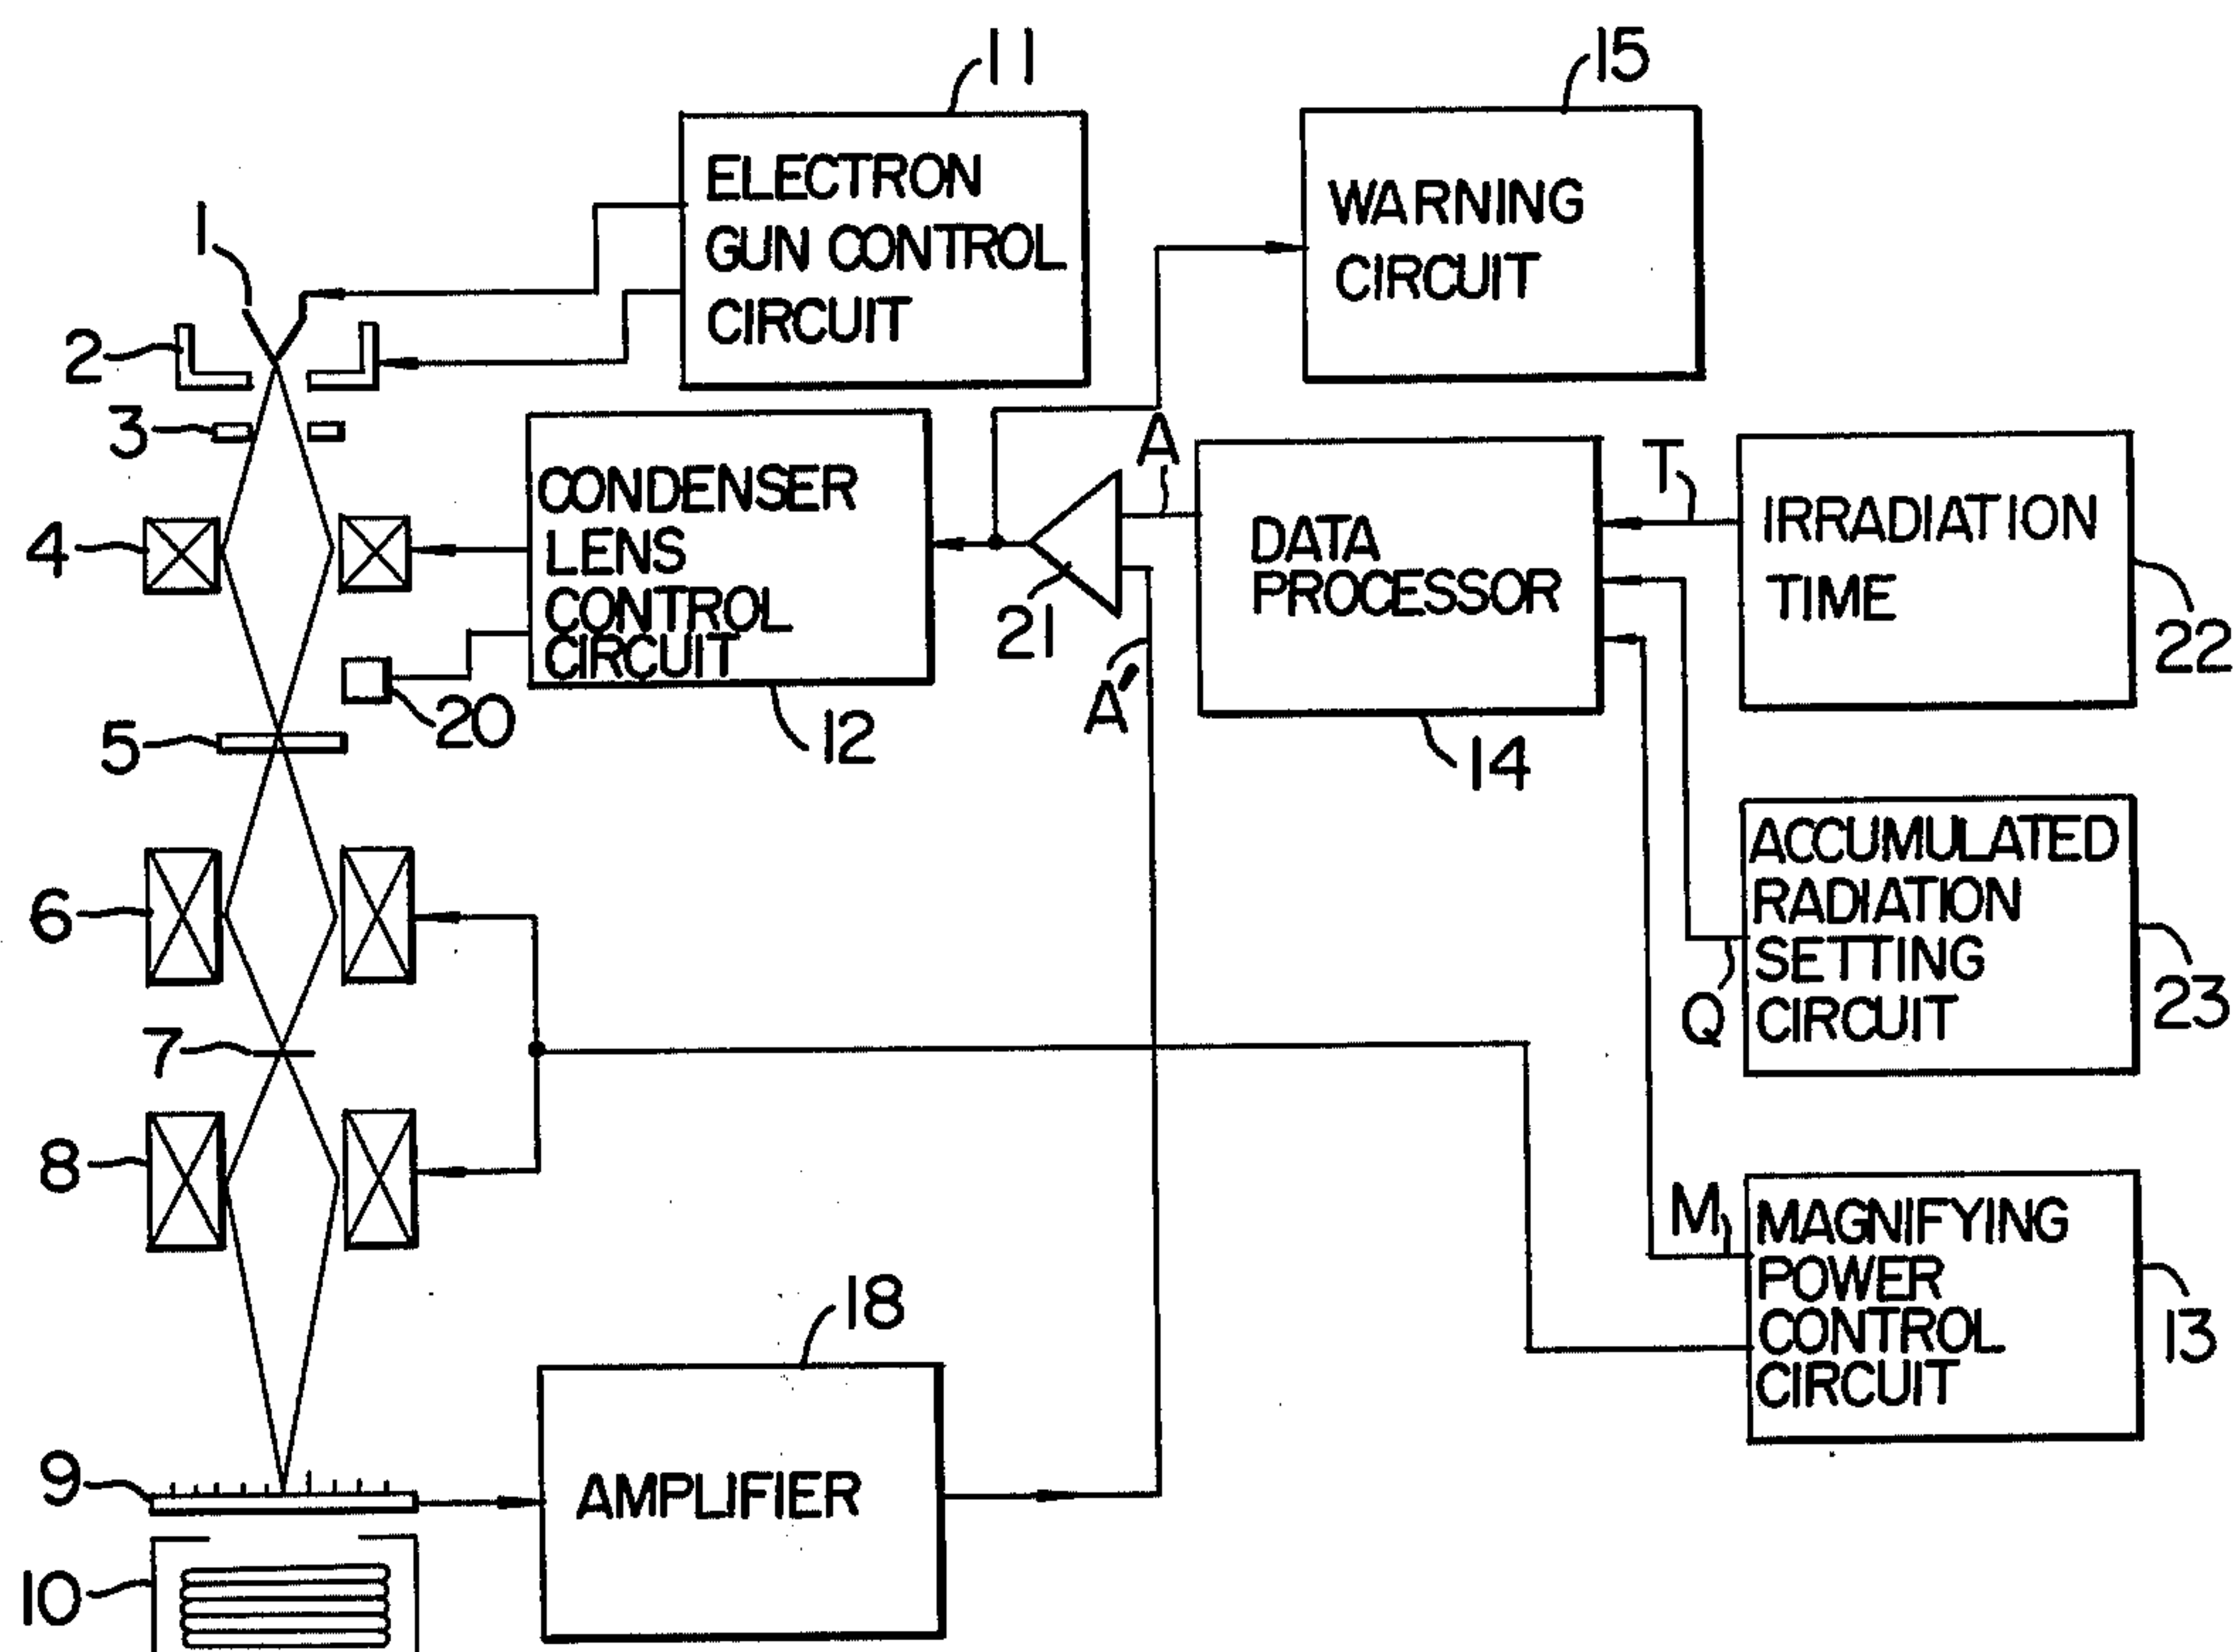 11
ELECTRON
GUN CONTROL
CIRCUIT
15
WARNING
CIRCUIT
1
2
3
4
CONDENSER
LENS
CONTROL
CIRCUIT
12
20
5
21
A
A'
DATA
PROCESSOR
14
T
IRRADIATION
TIME
22
ACCUMULATED
RADIATION
SETTING
CIRCUIT
23
Q
6
7
8
M
MAGNIFYING
POWER
CONTROL
CIRCUIT
13
18
AMPLIFIER
9
10